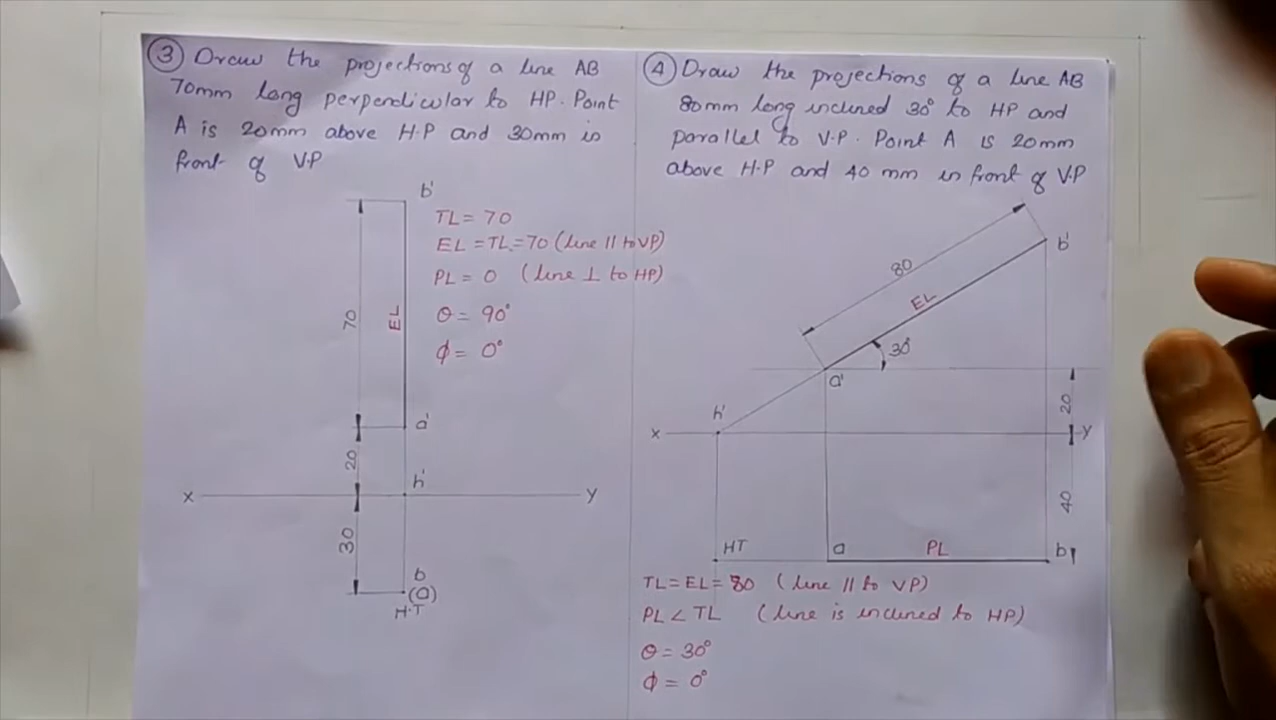 ③ Draw the projections of a line AB
70mm long perpendicular to HP. Point
A is 20mm above H.P and 30mm in
front of V.P
b'
TL = 70
EL = TL = 70 (line || to VP)
PL = 0 (line ⊥ to HP)
θ = 90°
ϕ = 0°
70
EL
a'
20
h'
X
Y
30
b
(a)
H.T
④ Draw the projections of a line AB
80mm long inclined 30° to HP and
parallel to V.P. Point A is 20mm
above H.P and 40 mm in front of V.P
b'
80
EL
30°
a'
20
h'
X
Y
40
HT
a
PL
b
TL = EL = 80 (line || to VP)
PL < TL (line is inclined to HP)
θ = 30°
ϕ = 0°